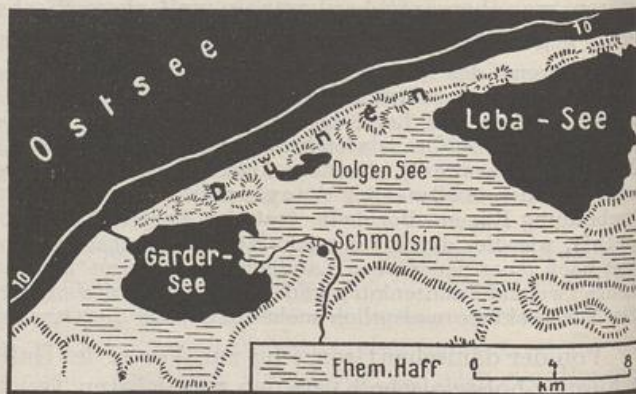 Ostsee
10
Dünen
Leba - See
Dolgen See
Schmolsin
Garder-
See
10
Ehem. Haff
0 4 8
km